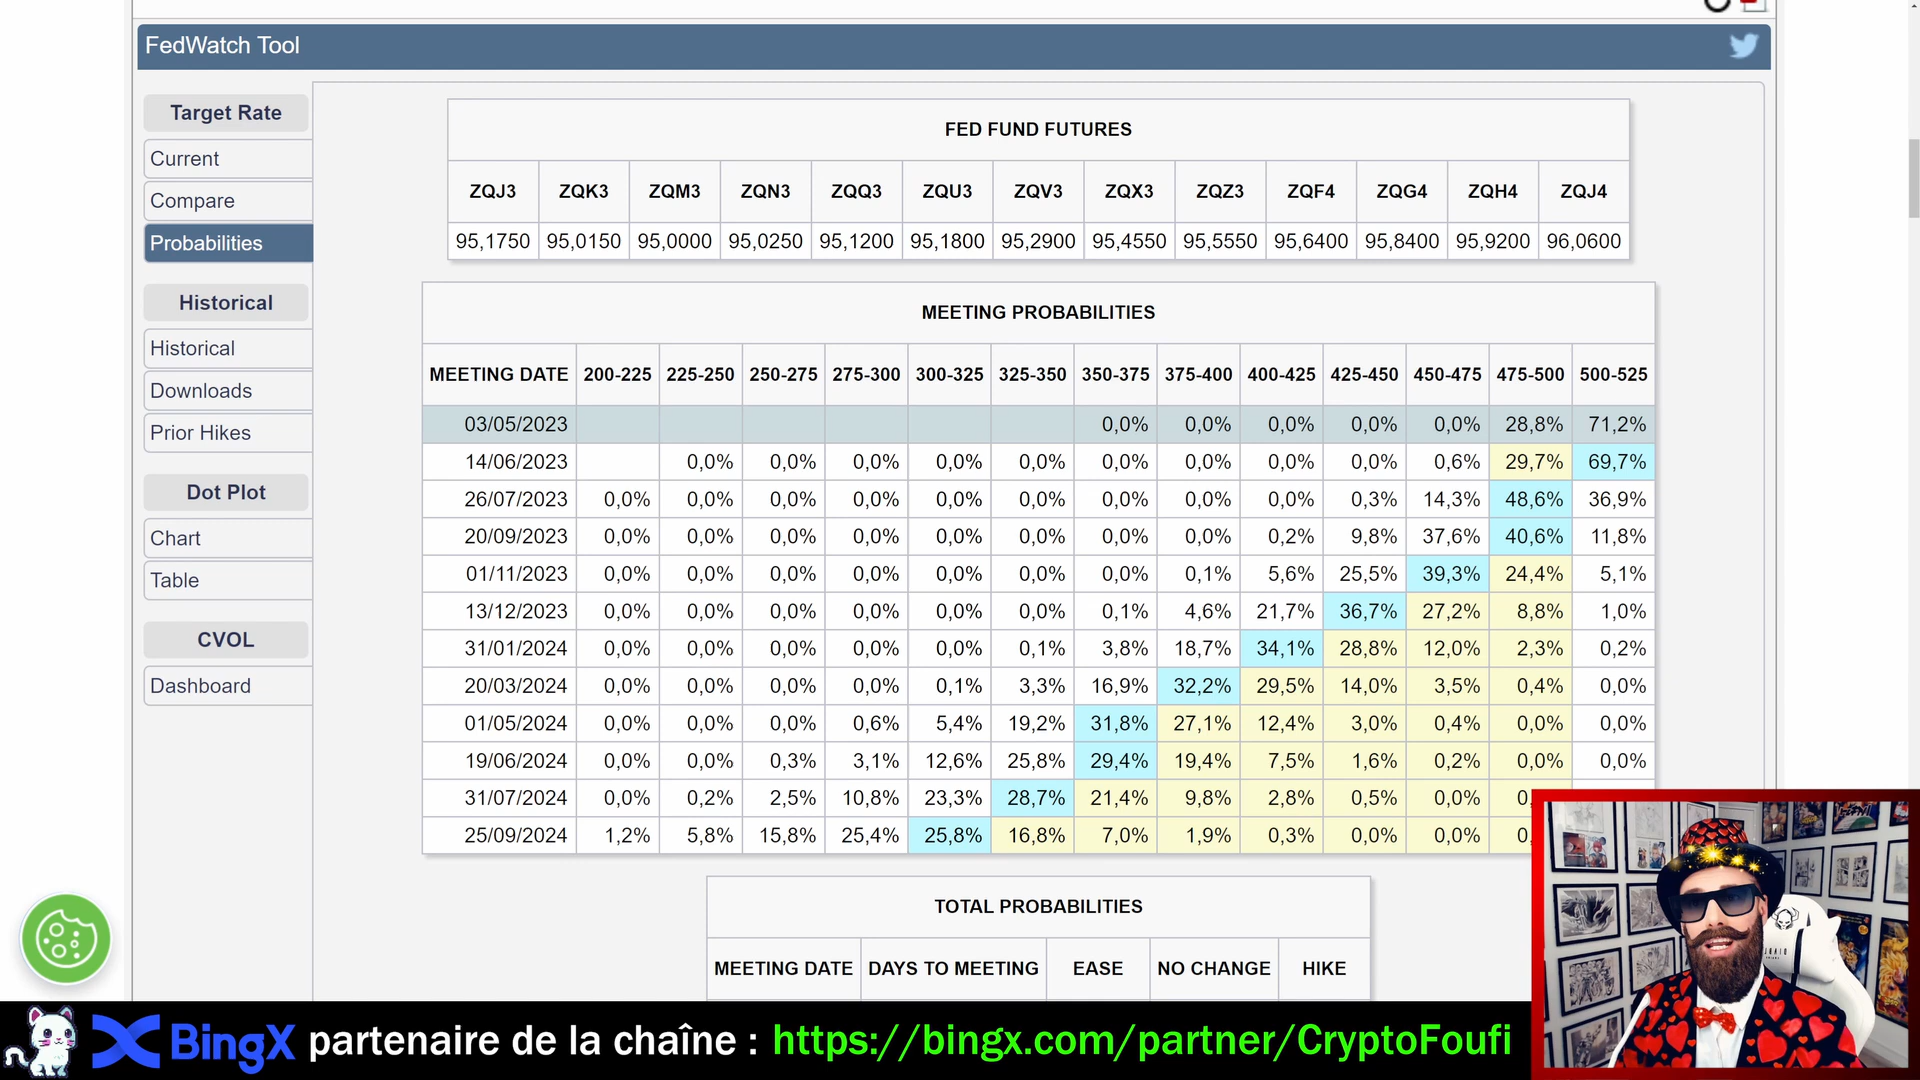 FedWatch Tool
Target Rate
Current
Compare
Probabilities
Historical
Historical
Downloads
Prior Hikes
Dot Plot
Chart
Table
CVOL
Dashboard
FED FUND FUTURES
ZQJ3 ZQK3 ZQM3 ZQN3 ZQQ3 ZQU3 ZQV3 ZQX3 ZQZ3 ZQF4 ZQG4 ZQH4 ZQJ4
95,1750 95,0150 95,0000 95,0250 95,1200 95,1800 95,2900 95,4550 95,5550 95,6400 95,8400 95,9200 96,0600
MEETING PROBABILITIES
MEETING DATE 200-225 225-250 250-275 275-300 300-325 325-350 350-375 375-400 400-425 425-450 450-475 475-500 500-525
03/05/2023 0,0% 0,0% 0,0% 0,0% 0,0% 28,8% 71,2%
14/06/2023 0,0% 0,0% 0,0% 0,0% 0,0% 0,0% 0,0% 0,0% 0,0% 0,6% 29,7% 69,7%
26/07/2023 0,0% 0,0% 0,0% 0,0% 0,0% 0,0% 0,0% 0,0% 0,0% 0,3% 14,3% 48,6% 36,9%
20/09/2023 0,0% 0,0% 0,0% 0,0% 0,0% 0,0% 0,0% 0,0% 0,2% 9,8% 37,6% 40,6% 11,8%
01/11/2023 0,0% 0,0% 0,0% 0,0% 0,0% 0,0% 0,0% 0,1% 5,6% 25,5% 39,3% 24,4% 5,1%
13/12/2023 0,0% 0,0% 0,0% 0,0% 0,0% 0,0% 0,1% 4,6% 21,7% 36,7% 27,2% 8,8% 1,0%
31/01/2024 0,0% 0,0% 0,0% 0,0% 0,0% 0,1% 3,8% 18,7% 34,1% 28,8% 12,0% 2,3% 0,2%
20/03/2024 0,0% 0,0% 0,0% 0,0% 0,1% 3,3% 16,9% 32,2% 29,5% 14,0% 3,5% 0,4% 0,0%
01/05/2024 0,0% 0,0% 0,0% 0,6% 5,4% 19,2% 31,8% 27,1% 12,4% 3,0% 0,4% 0,0% 0,0%
19/06/2024 0,0% 0,0% 0,3% 3,1% 12,6% 25,8% 29,4% 19,4% 7,5% 1,6% 0,2% 0,0% 0,0%
31/07/2024 0,0% 0,2% 2,5% 10,8% 23,3% 28,7% 21,4% 9,8% 2,8% 0,5% 0,0%
25/09/2024 1,2% 5,8% 15,8% 25,4% 25,8% 16,8% 7,0% 1,9% 0,3% 0,0% 0,0%
TOTAL PROBABILITIES
MEETING DATE DAYS TO MEETING EASE NO CHANGE HIKE
BingX partenaire de la chaîne : https://bingx.com/partner/CryptoFoufi